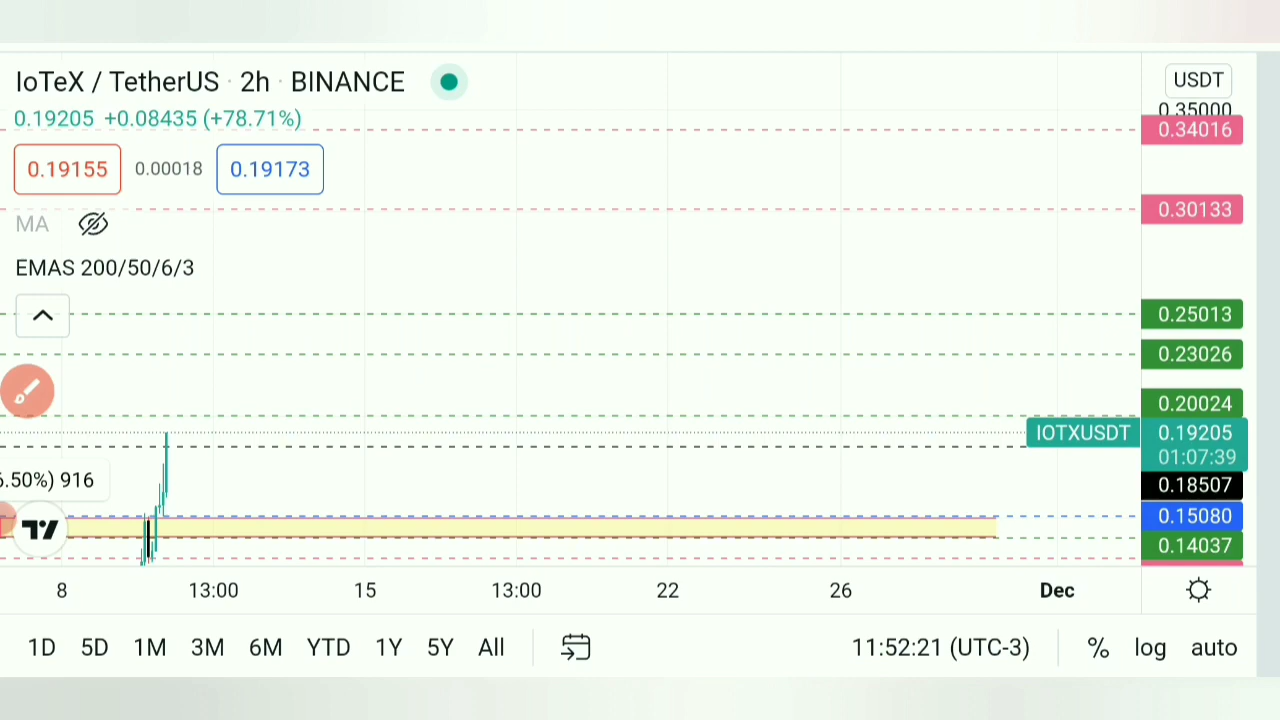 IoTeX / TetherUS · 2h · BINANCE
0.19205 +0.08435 (+78.71%)
0.19155 0.00018 0.19173
MA
EMAS 200/50/6/3
6.50%) 916
USDT
0.35000
0.34016
0.30133
0.25013
0.23026
0.20024
IOTXUSDT 0.19205
01:07:39
0.18507
0.15080
0.14037
8 13:00 15 13:00 22 26 Dec
1D 5D 1M 3M 6M YTD 1Y 5Y All 11:52:21 (UTC-3) % log auto